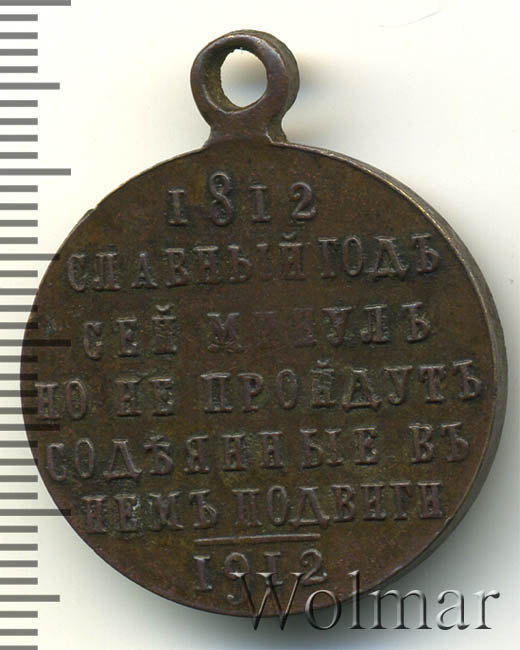 1812
СЛАВНЫЙ ГОДЪ
СЕЙ МИНУЛЪ
НО НЕ ПРОЙДУТЪ
СОДѢЯННЫЕ ВЪ
НЕМЪ ПОДВИГИ
1912
Wolmar